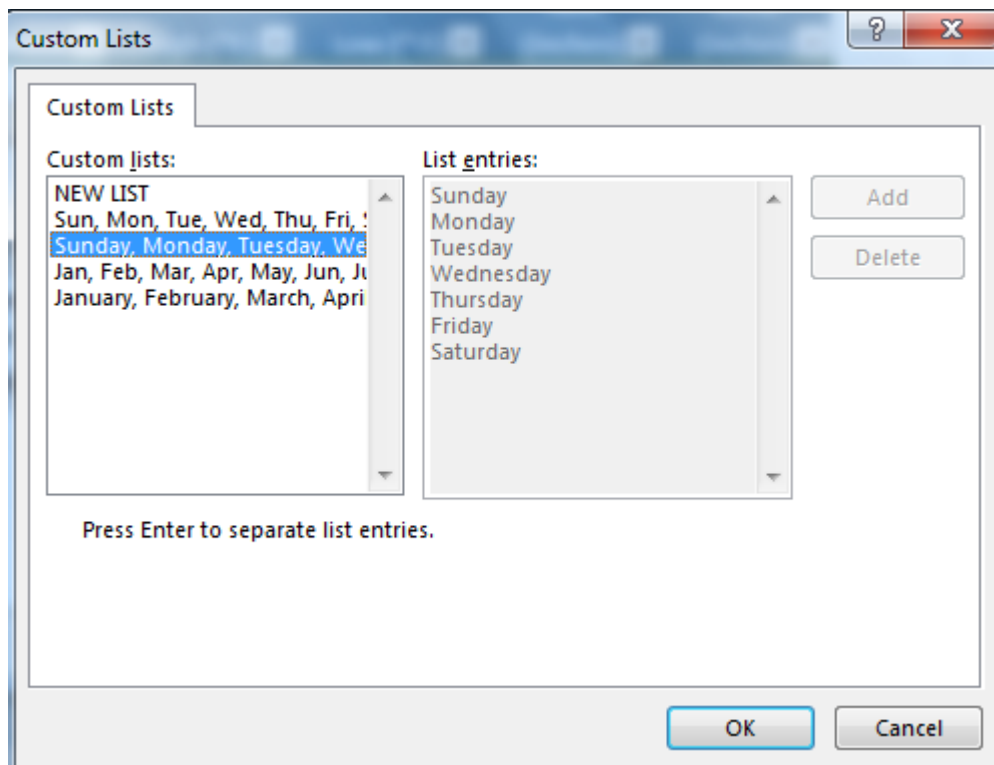 Custom Lists
?
Custom Lists
Custom lists:
NEW LIST
Sun, Mon, Tue, Wed, Thu, Fri,
Sunday, Monday, Tuesday, We
Jan, Feb, Mar, Apr, May, Jun, Ju
January, February, March, Apri
List entries:
Sunday
Monday
Tuesday
Wednesday
Thursday
Friday
Saturday
Add
Delete
Press Enter to separate list entries.
OK
Cancel